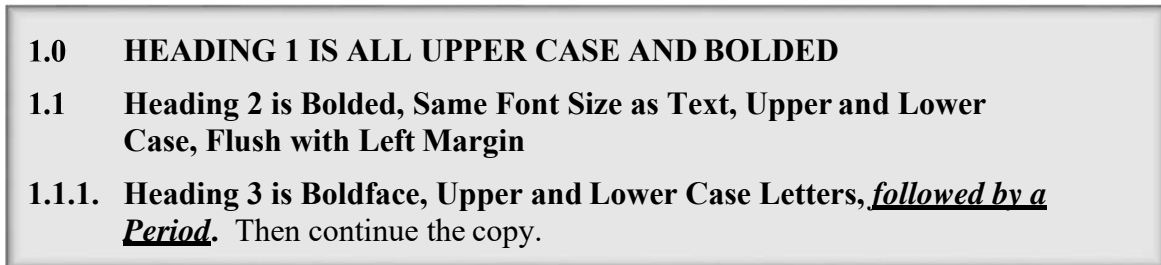 1.0 HEADING 1 IS ALL UPPER CASE AND BOLDED
1.1 Heading 2 is Bolded, Same Font Size as Text, Upper and Lower
Case, Flush with Left Margin
1.1.1. Heading 3 is Boldface, Upper and Lower Case Letters, followed by a
Period. Then continue the copy.